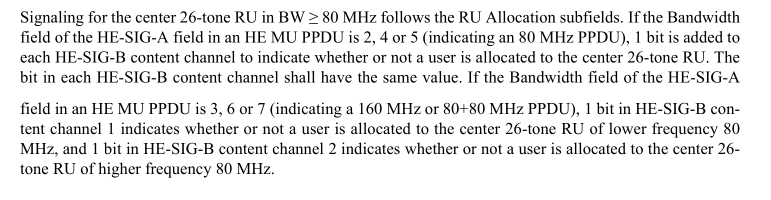 Signaling for the center 26-tone RU in BW ≥ 80 MHz follows the RU Allocation subfields. If the Bandwidth
field of the HE-SIG-A field in an HE MU PPDU is 2, 4 or 5 (indicating an 80 MHz PPDU), 1 bit is added to
each HE-SIG-B content channel to indicate whether or not a user is allocated to the center 26-tone RU. The
bit in each HE-SIG-B content channel shall have the same value. If the Bandwidth field of the HE-SIG-A
field in an HE MU PPDU is 3, 6 or 7 (indicating a 160 MHz or 80+80 MHz PPDU), 1 bit in HE-SIG-B con-
tent channel 1 indicates whether or not a user is allocated to the center 26-tone RU of lower frequency 80
MHz, and 1 bit in HE-SIG-B content channel 2 indicates whether or not a user is allocated to the center 26-
tone RU of higher frequency 80 MHz.